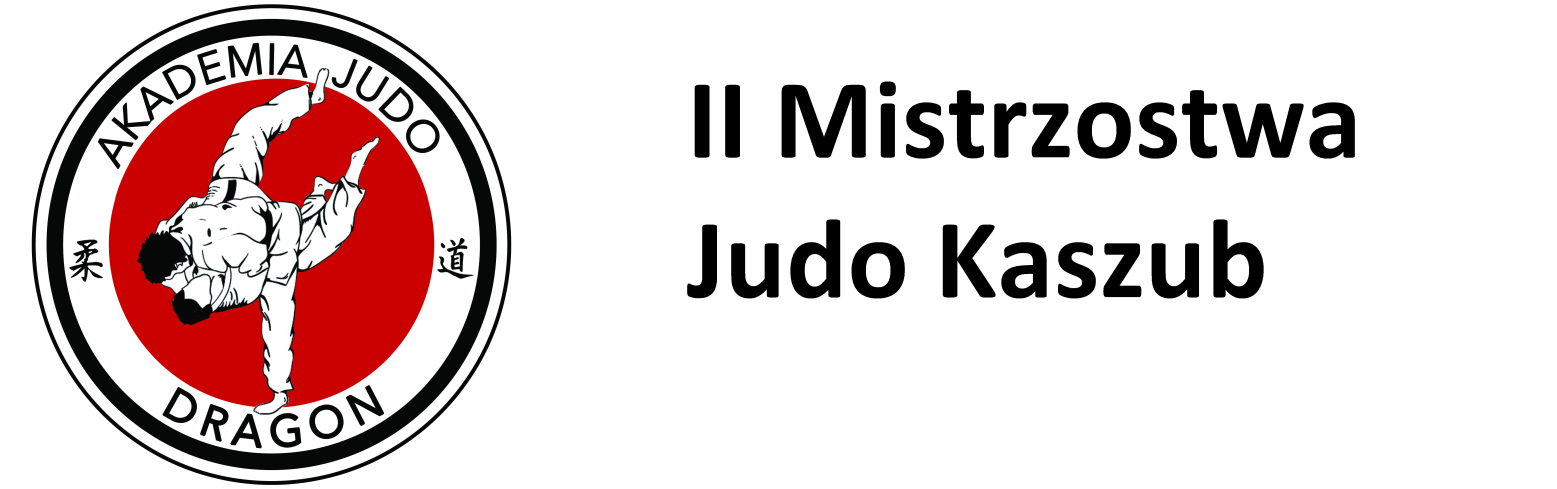 AKADEMIA JUDO
柔 道
DRAGON
II Mistrzostwa
Judo Kaszub